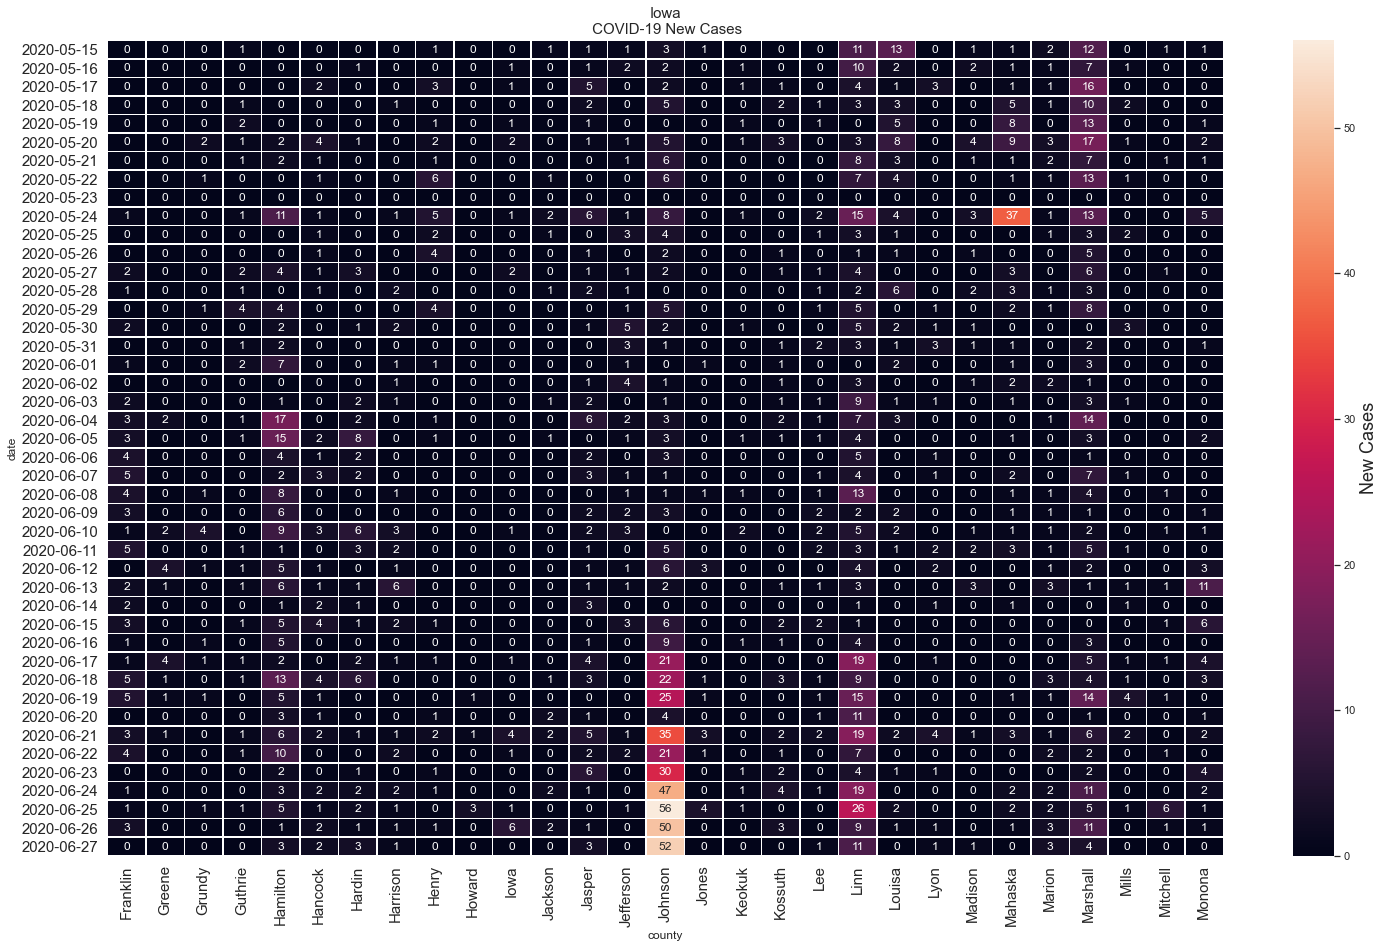 Iowa
COVID-19 New Cases
2020-05-15 0 0 0 1 0 0 0 0 1 0 0 1 1 1 3 1 0 0 0 11 13 0 1 1 2 12 0 1 1
2020-05-16 0 0 0 0 0 0 1 0 0 0 1 0 1 2 2 0 1 0 0 10 2 0 2 1 1 7 1 0 0
2020-05-17 0 0 0 0 0 2 0 0 3 0 1 0 5 0 2 0 1 1 0 4 1 3 0 1 1 16 0 0 0
2020-05-18 0 0 0 1 0 0 0 1 0 0 0 0 2 0 5 0 0 2 1 3 3 0 0 5 1 10 2 0 0
2020-05-19 0 0 0 2 0 0 0 0 1 0 1 0 1 0 0 0 1 0 1 0 5 0 0 8 0 13 0 0 1
2020-05-20 0 0 2 1 2 4 1 0 2 0 2 0 1 1 5 0 1 3 0 3 8 0 4 9 3 17 1 0 2
2020-05-21 0 0 0 1 1 2 1 0 1 0 0 0 0 1 6 0 0 0 0 8 3 0 1 1 2 7 0 1 1
2020-05-22 0 0 1 0 0 1 0 0 6 0 0 1 0 0 6 0 0 0 0 7 4 0 0 1 1 13 1 0 0
2020-05-23 0 0 0 0 0 0 0 0 0 0 0 0 0 0 0 0 0 0 0 0 0 0 0 0 0 0 0 0 0
2020-05-24 1 0 0 1 11 1 0 1 5 0 1 2 6 1 8 0 1 0 2 15 4 0 3 37 1 13 0 0 5
2020-05-25 0 0 0 0 0 1 0 0 2 0 0 1 0 3 4 0 0 0 1 3 1 0 0 0 1 3 2 0 0
2020-05-26 0 0 0 0 0 1 0 0 4 0 0 0 1 0 2 0 0 1 0 1 1 0 1 0 0 5 0 0 0
2020-05-27 2 0 0 2 4 1 3 0 0 0 2 0 1 1 2 0 0 1 1 4 0 0 0 3 0 6 0 1 0
2020-05-28 1 0 0 1 0 1 0 2 0 0 0 1 2 1 0 0 0 0 1 2 6 0 2 3 1 3 0 0 0
2020-05-29 0 0 1 4 4 0 0 0 4 0 0 0 0 1 5 0 0 0 1 5 0 1 0 2 1 8 0 0 0
2020-05-30 2 0 0 0 2 0 1 2 0 0 0 0 1 5 2 0 1 0 0 5 2 1 1 0 0 0 3 0 0
2020-05-31 0 0 0 1 2 0 0 0 0 0 0 0 0 3 1 0 0 1 2 3 1 3 1 1 0 2 0 0 1
2020-06-01 1 0 0 2 7 0 0 1 1 0 0 0 0 1 0 1 0 1 0 0 2 0 0 1 0 3 0 0 0
2020-06-02 0 0 0 0 0 0 0 1 0 0 0 0 1 4 1 0 0 1 0 3 0 0 1 2 2 1 0 0 0
2020-06-03 2 0 0 0 1 0 2 1 0 0 0 1 2 0 1 0 0 1 1 9 1 1 0 1 0 3 1 0 0
2020-06-04 3 2 0 1 17 0 2 0 1 0 0 0 6 2 3 0 0 2 1 7 3 0 0 0 1 14 0 0 0
2020-06-05 3 0 0 1 15 2 8 0 1 0 0 1 0 1 3 0 1 1 1 4 0 0 0 1 0 3 0 0 2
2020-06-06 4 0 0 0 4 1 2 0 0 0 0 0 2 0 3 0 0 0 0 5 0 1 0 0 0 1 0 0 0
2020-06-07 5 0 0 0 2 3 2 0 0 0 0 0 3 1 1 0 0 0 1 4 0 1 0 2 0 7 1 0 0
2020-06-08 4 0 1 0 8 0 0 1 0 0 0 0 0 1 1 1 1 0 1 13 0 0 0 1 1 4 0 1 0
2020-06-09 3 0 0 0 6 0 0 0 0 0 0 0 2 2 3 0 0 0 2 2 2 0 0 1 1 1 0 0 1
2020-06-10 1 2 4 0 9 3 6 3 0 0 1 0 2 3 0 0 2 0 2 5 2 0 1 1 1 2 0 1 1
2020-06-11 5 0 0 1 1 0 3 2 0 0 0 0 1 0 5 0 0 0 2 3 1 2 2 3 1 5 1 0 0
2020-06-12 0 4 1 1 5 1 0 1 0 0 0 0 1 1 6 3 0 0 0 4 0 2 0 0 1 2 0 0 3
2020-06-13 2 1 0 1 6 1 1 6 0 0 0 0 1 1 2 0 0 1 1 3 0 0 3 0 3 1 1 1 11
2020-06-14 2 0 0 0 1 2 1 0 0 0 0 0 3 0 0 0 0 0 0 1 0 1 0 1 0 0 1 0 0
2020-06-15 3 0 0 1 5 4 1 2 1 0 0 0 0 3 6 0 0 2 2 1 0 0 0 0 0 0 0 1 6
2020-06-16 1 0 1 0 5 0 0 0 0 0 0 0 1 0 9 0 1 1 0 4 0 0 0 0 0 3 0 0 0
2020-06-17 1 4 1 1 2 0 2 1 1 0 1 0 4 0 21 0 0 0 0 19 0 1 0 0 0 5 1 1 4
2020-06-18 5 1 0 1 13 4 6 0 0 0 0 1 3 0 22 1 0 3 1 9 0 0 0 0 3 4 1 0 3
2020-06-19 5 1 1 0 5 1 0 0 0 1 0 0 0 0 25 1 0 0 1 15 0 0 0 1 1 14 4 1 0
2020-06-20 0 0 0 0 3 1 0 0 1 0 0 2 1 0 4 0 0 0 1 11 0 0 0 0 0 1 0 0 1
2020-06-21 3 1 0 1 6 2 1 1 2 1 4 2 5 1 35 3 0 2 2 19 2 4 1 3 1 6 2 0 2
2020-06-22 4 0 0 1 10 0 0 2 0 0 1 0 2 2 21 1 0 1 0 7 0 0 0 0 2 2 0 1 0
2020-06-23 0 0 0 0 2 0 1 0 1 0 0 0 6 0 30 0 1 2 0 4 1 1 0 0 0 2 0 0 4
2020-06-24 0 0 0 0 3 2 2 2 1 0 0 2 1 0 47 0 1 4 1 19 0 0 0 2 2 11 0 0 2
2020-06-25 1 0 1 1 5 1 2 1 0 3 1 0 0 1 56 4 1 0 0 26 2 0 0 2 2 5 1 6 1
2020-06-26 3 0 0 0 1 2 1 1 1 0 6 2 1 0 50 0 0 3 0 9 1 1 0 1 3 11 0 1 1
2020-06-27 0 0 0 0 3 2 3 1 0 0 0 0 3 0 52 0 0 0 1 11 0 1 1 0 3 4 0 0 0
date
Franklin Greene Grundy Guthrie Hamilton Hancock Hardin Harrison Henry Howard Iowa Jackson Jasper Jefferson Johnson Jones Keokuk Kossuth Lee Linn Louisa Lyon Madison Mahaska Marion Marshall Mills Mitchell Monona
county
50
40
30
20
10
0
New Cases